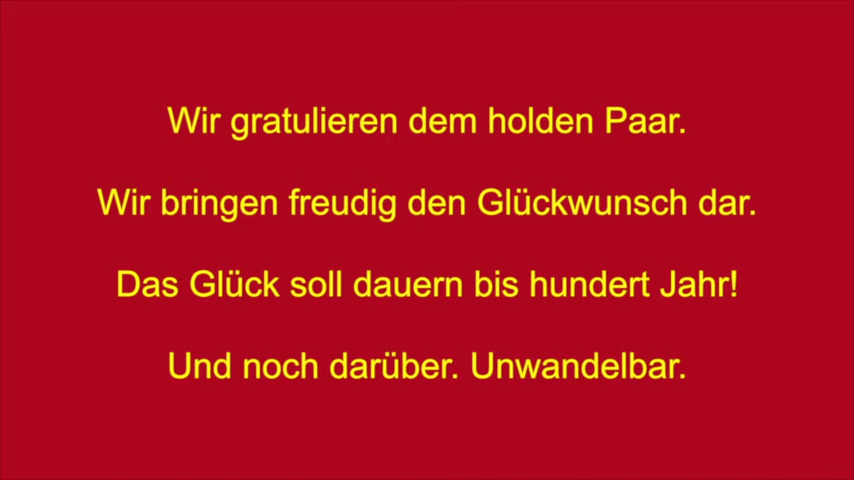 Wir gratulieren dem holden Paar.
Wir bringen freudig den Glückwunsch dar.
Das Glück soll dauern bis hundert Jahr!
Und noch darüber. Unwandelbar.